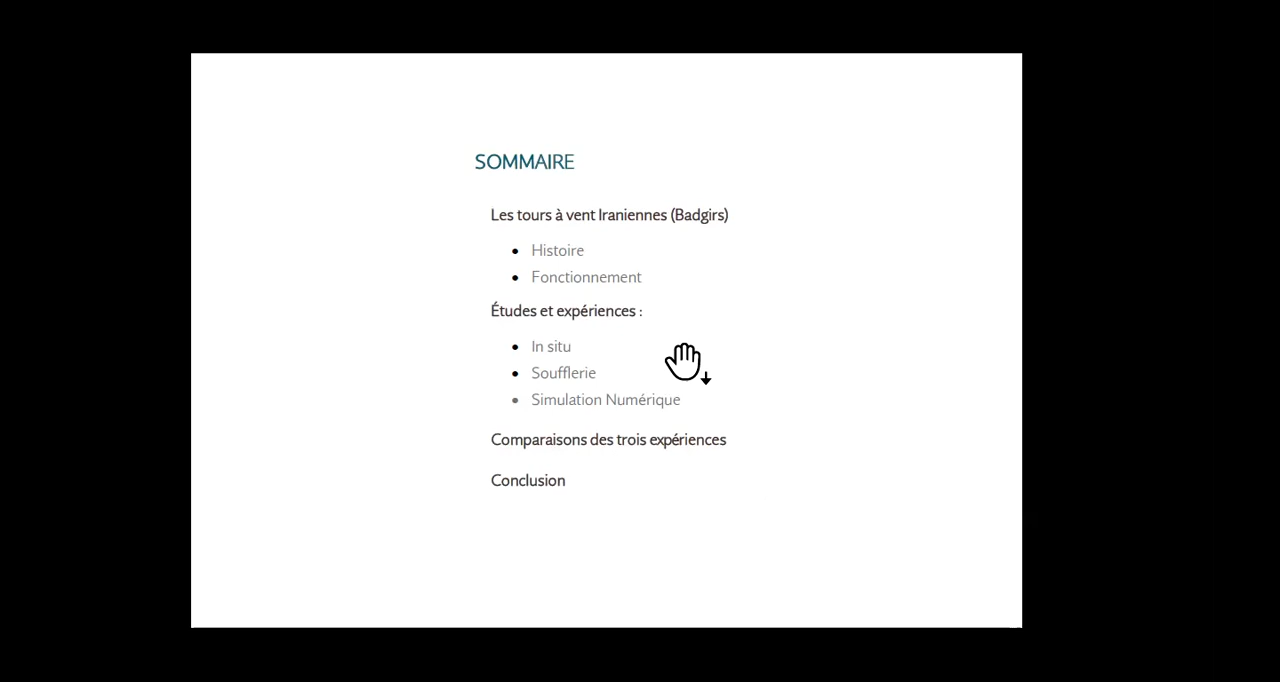 SOMMAIRE
Les tours à vent Iraniennes (Badgirs)
• Histoire
• Fonctionnement
Études et expériences :
• In situ
• Soufflerie
• Simulation Numérique
Comparaisons des trois expériences
Conclusion